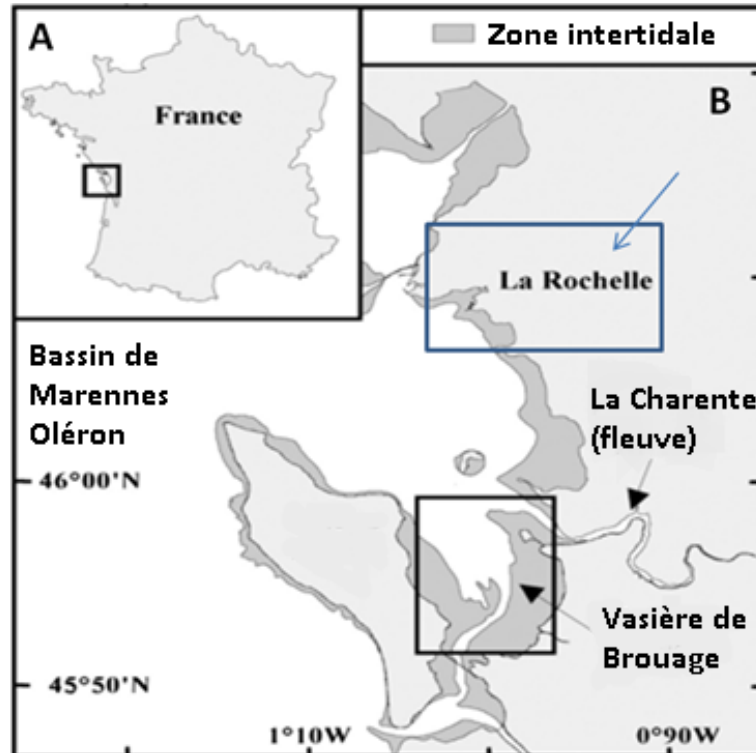 A
France
Zone intertidale
B
La Rochelle
Bassin de
Marennes
Oléron
La Charente
(fleuve)
46°00'N
Vasière de
Brouage
45°50'N
1°10W
0°90W